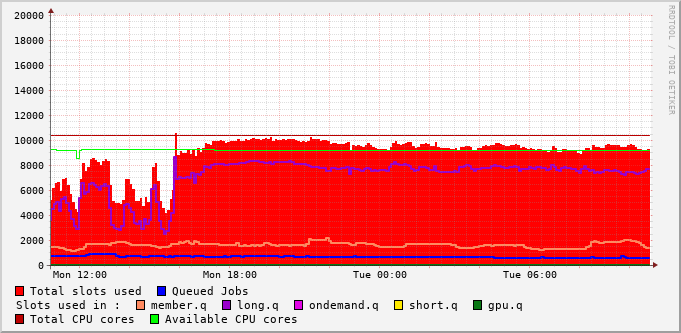 20000
18000
16000
14000
12000
10000
8000
6000
4000
2000
0
Mon 12:00 Mon 18:00 Tue 00:00 Tue 06:00
Total slots used Queued Jobs
Slots used in : member.q long.q ondemand.q short.q gpu.q
Total CPU cores Available CPU cores
RRDTOOL / TOBI OETIKER